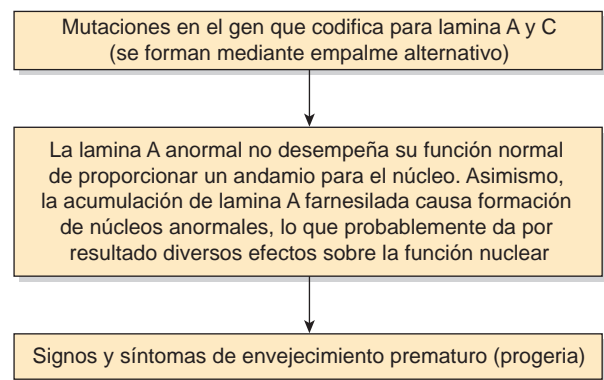 Mutaciones en el gen que codifica para lamina A y C
(se forman mediante empalme alternativo)
La lamina A anormal no desempeña su función normal
de proporcionar un andamio para el núcleo. Asimismo,
la acumulación de lamina A farnesilada causa formación
de núcleos anormales, lo que probablemente da por
resultado diversos efectos sobre la función nuclear
Signos y síntomas de envejecimiento prematuro (progeria)